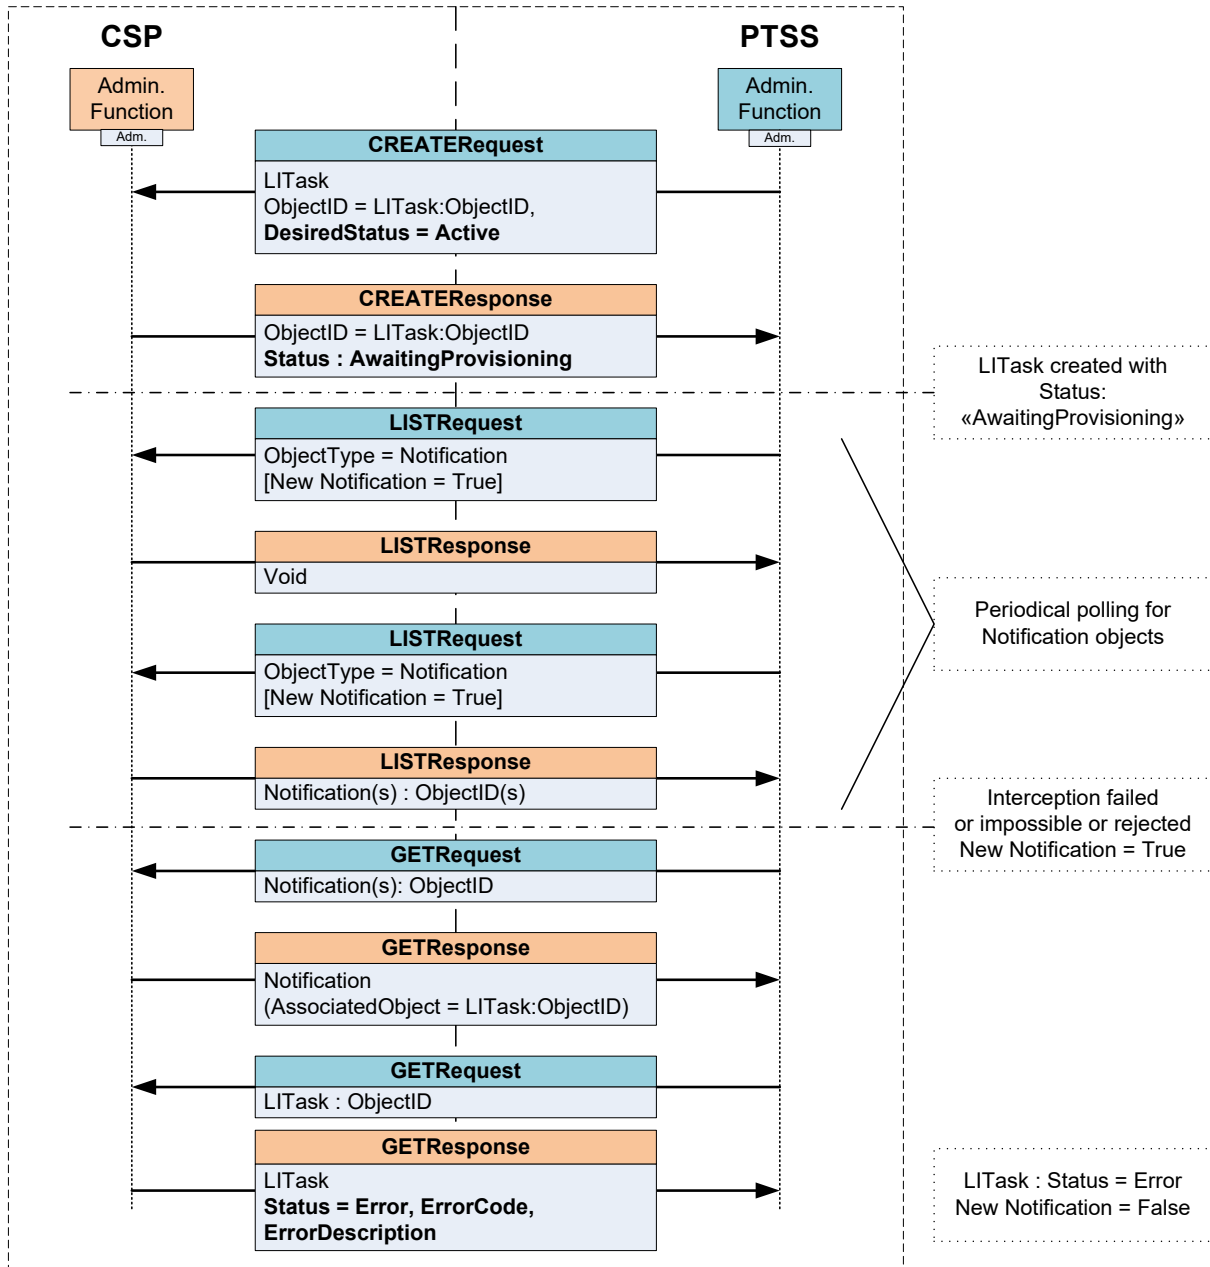 CSP
PTSS
Admin.
Function
Adm.
Admin.
Function
Adm.
CREATERequest
LITask
ObjectID = LITask:ObjectID,
DesiredStatus = Active
CREATEResponse
ObjectID = LITask:ObjectID
Status : AwaitingProvisioning
LITask created with
Status:
«AwaitingProvisioning»
LISTRequest
ObjectType = Notification
[New Notification = True]
LISTResponse
Void
Periodical polling for
Notification objects
LISTRequest
ObjectType = Notification
[New Notification = True]
LISTResponse
Notification(s) : ObjectID(s)
Interception failed
or impossible or rejected
New Notification = True
GETRequest
Notification(s): ObjectID
GETResponse
Notification
(AssociatedObject = LITask:ObjectID)
GETRequest
LITask : ObjectID
GETResponse
LITask
Status = Error, ErrorCode,
ErrorDescription
LITask : Status = Error
New Notification = False